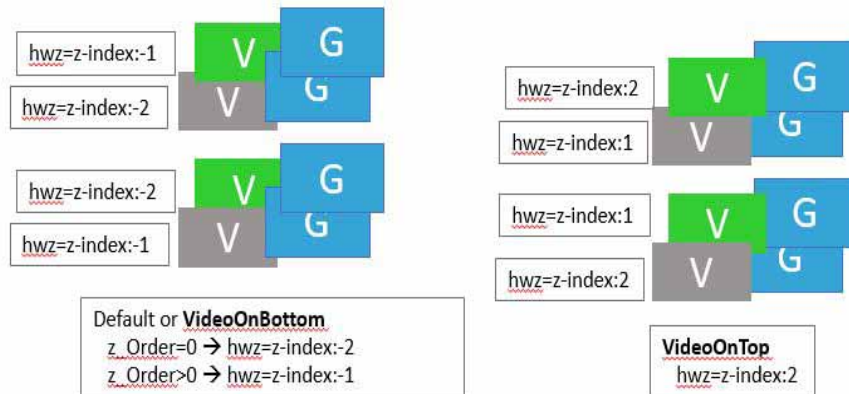 hwz=z-index:-1
V
G
hwz=z-index:-2
V
G
hwz=z-index:-2
V
G
hwz=z-index:-1
V
G
Default or VideoOnBottom
z_Order=0 → hwz=z-index:-2
z_Order>0 → hwz=z-index:-1
hwz=z-index:2
V
G
hwz=z-index:1
V
G
hwz=z-index:1
V
G
hwz=z-index:2
V
G
VideoOnTop
hwz=z-index:2